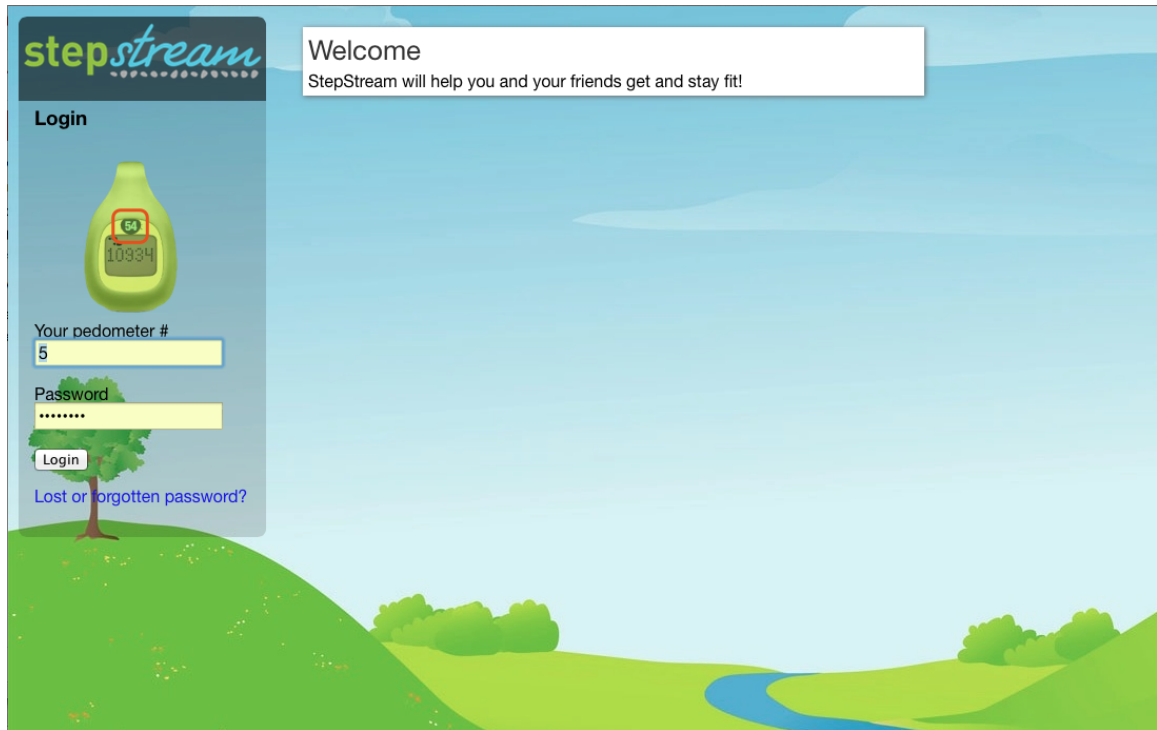 stepstream
Welcome
StepStream will help you and your friends get and stay fit!
Login
54
10934
Your pedometer #
5
Password
••••••••
Login
Lost or forgotten password?